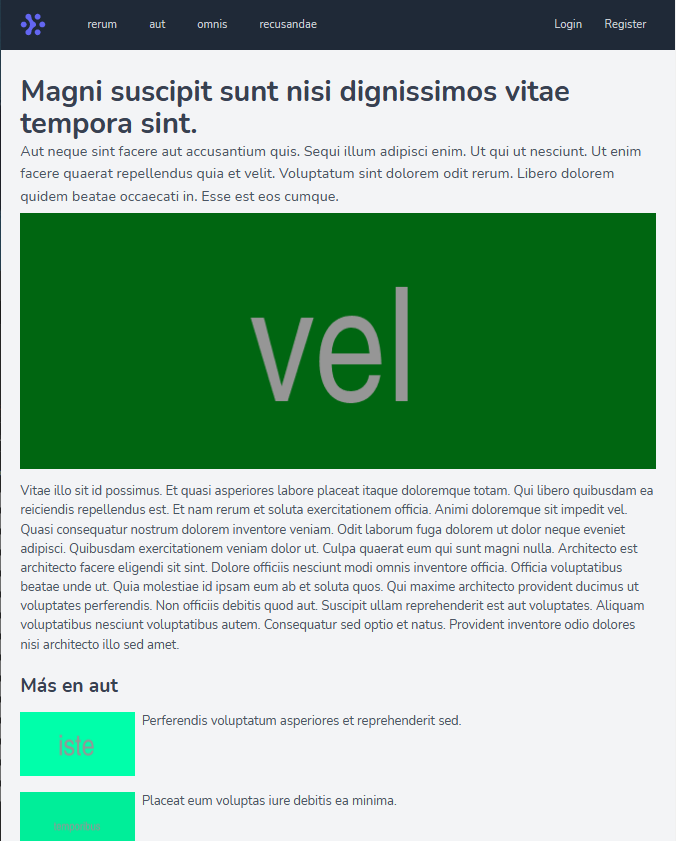 rerum aut omnis recusandae Login Register
Magni suscipit sunt nisi dignissimos vitae
tempora sint.
Aut neque sint facere aut accusantium quis. Sequi illum adipisci enim. Ut qui ut nesciunt. Ut enim
facere quaerat repellendus quia et velit. Voluptatum sint dolorem odit rerum. Libero dolorem
quidem beatae occaecati in. Esse est eos cumque.
vel
Vitae illo sit id possimus. Et quasi asperiores labore placeat itaque doloremque totam. Qui libero quibusdam ea
reiciendis repellendus est. Et nam rerum et soluta exercitationem officia. Animi doloremque sit impedit vel.
Quasi consequatur nostrum dolorem inventore veniam. Odit laborum fuga dolorem ut dolor neque eveniet
adipisci. Quibusdam exercitationem veniam dolor ut. Culpa quaerat eum qui sunt magni nulla. Architecto est
architecto facere eligendi sit sint. Dolore officiis nesciunt modi omnis inventore officia. Officia voluptatibus
beatae unde ut. Quia molestiae id ipsam eum ab et soluta quos. Qui maxime architecto provident ducimus ut
voluptates perferendis. Non officiis debitis quod aut. Suscipit ullam reprehenderit est aut voluptates. Aliquam
voluptatibus nesciunt voluptatibus autem. Consequatur sed optio et natus. Provident inventore odio dolores
nisi architecto illo sed amet.
Más en aut
iste
Perferendis voluptatum asperiores et reprehenderit sed.
Placeat eum voluptas iure debitis ea minima.
temporibus